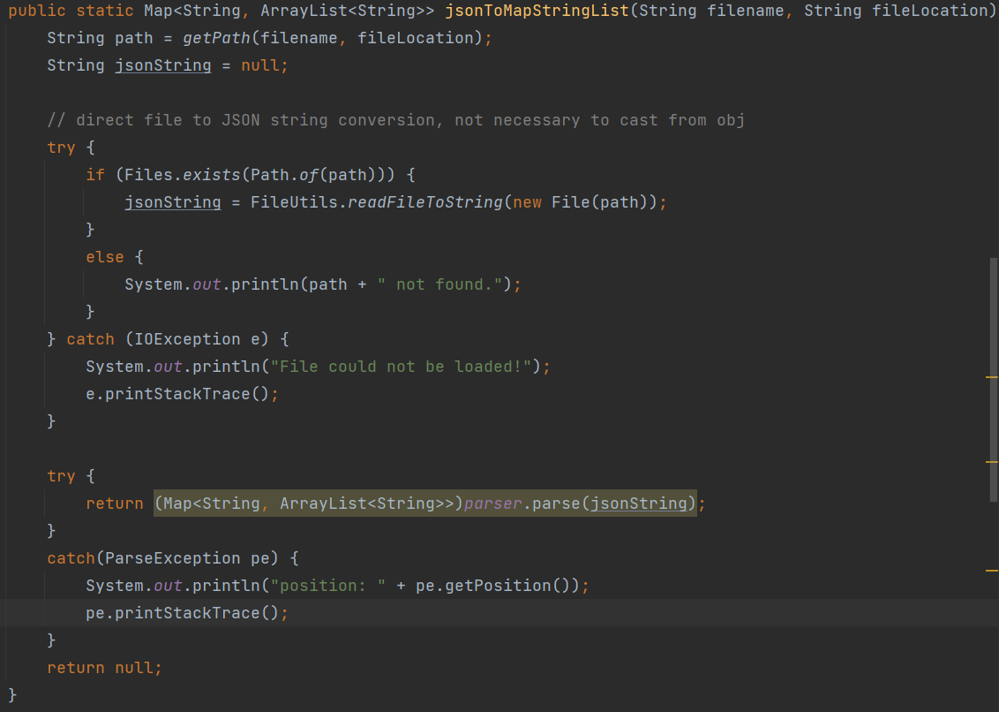 public static Map<String, ArrayList<String>> jsonToMapStringList(String filename, String fileLocation)
    String path = getPath(filename, fileLocation);
    String jsonString = null;

    // direct file to JSON string conversion, not necessary to cast from obj
    try {
        if (Files.exists(Path.of(path))) {
            jsonString = FileUtils.readFileToString(new File(path));
        }
        else {
            System.out.println(path + " not found.");
        }
    } catch (IOException e) {
        System.out.println("File could not be loaded!");
        e.printStackTrace();
    }

    try {
        return (Map<String, ArrayList<String>>)parser.parse(jsonString);
    }
    catch(ParseException pe) {
        System.out.println("position: " + pe.getPosition());
        pe.printStackTrace();
    }
    return null;
}